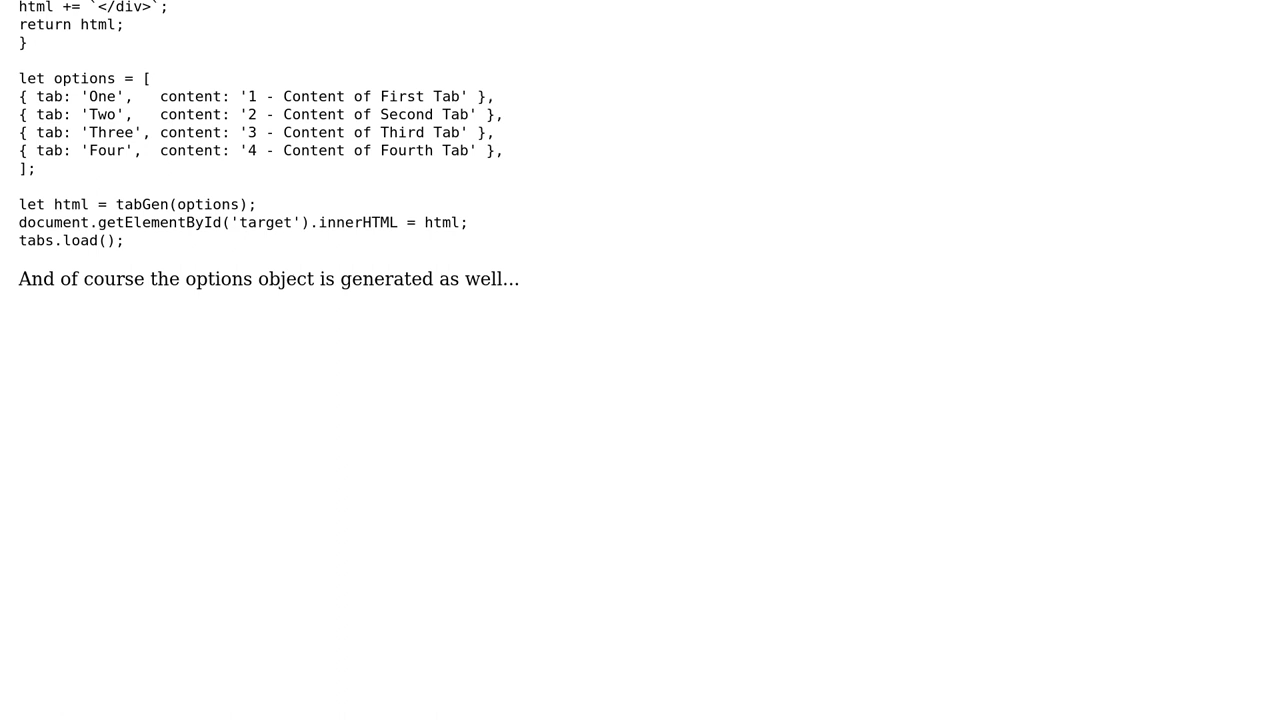 html += `</div>`;
return html;
}

let options = [
{ tab: 'One',   content: '1 - Content of First Tab' },
{ tab: 'Two',   content: '2 - Content of Second Tab' },
{ tab: 'Three', content: '3 - Content of Third Tab' },
{ tab: 'Four',  content: '4 - Content of Fourth Tab' },
];

let html = tabGen(options);
document.getElementById('target').innerHTML = html;
tabs.load();

And of course the options object is generated as well...